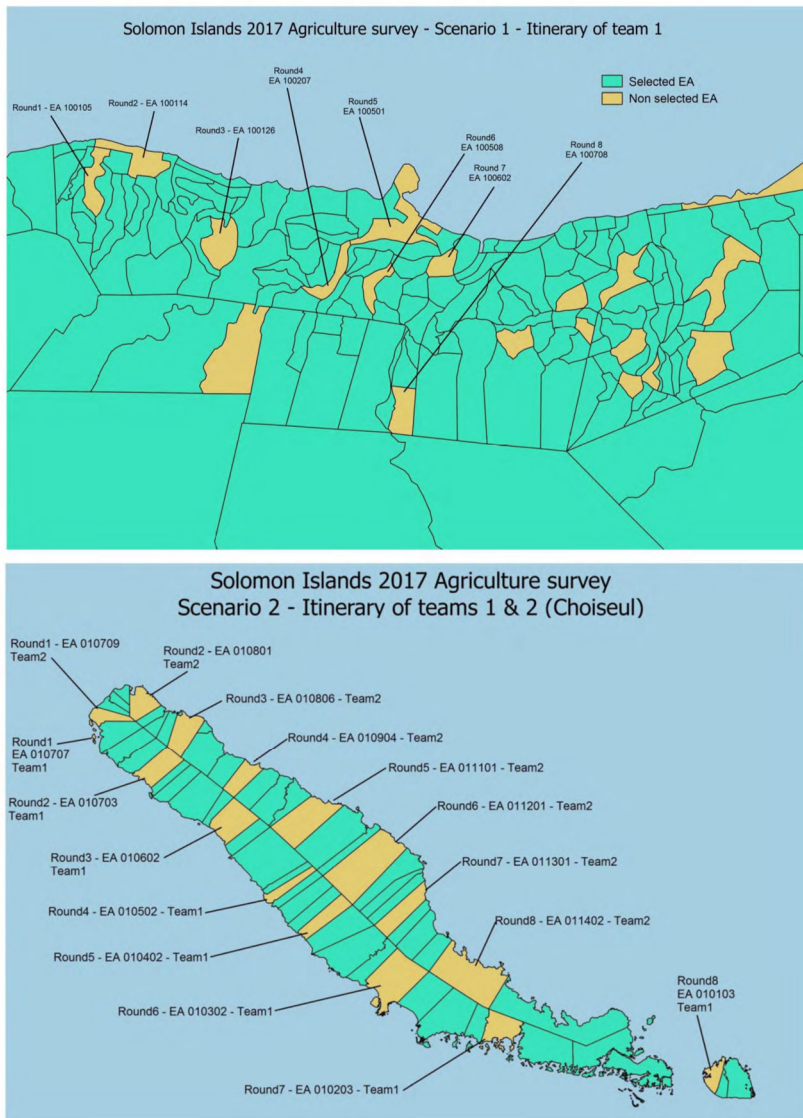 Solomon Islands 2017 Agriculture survey - Scenario 1 - Itinerary of team 1
Round4
EA 100207
Round5
EA 100501
Selected EA
Non selected EA
Round1 - EA 100105
Round2 - EA 100114
Round3 - EA 100126
Round6
EA 100508
Round 7
EA 100602
Round 8
EA 100708
Solomon Islands 2017 Agriculture survey
Scenario 2 - Itinerary of teams 1 & 2 (Choiseul)
Round1 - EA 010709
Team2
Round2 - EA 010801
Team2
Round3 - EA 010806 - Team2
Round4 - EA 010904 - Team2
Round1
EA 010707
Team1
Round5 - EA 011101 - Team2
Round2 - EA 010703
Team1
Round6 - EA 011201 - Team2
Round3 - EA 010602
Team1
Round7 - EA 011301 - Team2
Round4 - EA 010502 - Team1
Round8 - EA 011402 - Team2
Round5 - EA 010402 - Team1
Round8
EA 010103
Team1
Round6 - EA 010302 - Team1
Round7 - EA 010203 - Team1